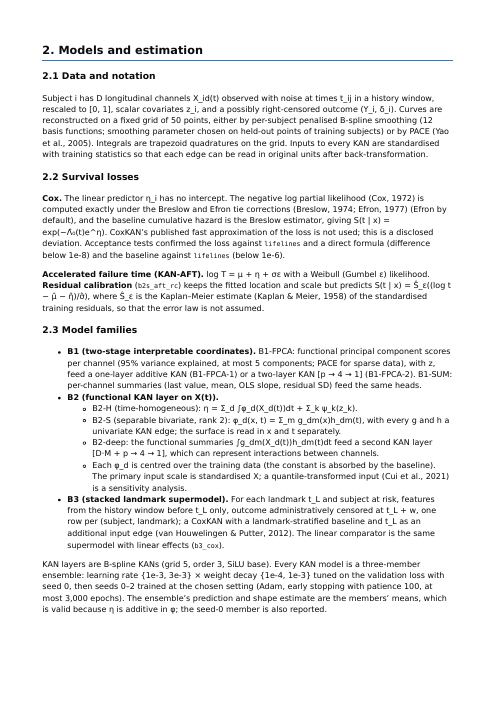 2. Models and estimation
2.1 Data and notation
Subject i has D longitudinal channels X_id(t) observed with noise at times t_ij in a history window,
rescaled to [0, 1], scalar covariates z_i, and a possibly right-censored outcome (Y_i, δ_i). Curves are
reconstructed on a fixed grid of 50 points, either by per-subject penalised B-spline smoothing (12
basis functions; smoothing parameter chosen on held-out points of training subjects) or by PACE (Yao
et al., 2005). Integrals are trapezoid quadratures on the grid. Inputs to every KAN are standardised
with training statistics so that each edge can be read in original units after back-transformation.
2.2 Survival losses
Cox. The linear predictor η_i has no intercept. The negative log partial likelihood (Cox, 1972) is
computed exactly under the Breslow and Efron tie corrections (Breslow, 1974; Efron, 1977) (Efron by
default), and the baseline cumulative hazard is the Breslow estimator, giving S(t | x) =
exp(−Λ̂₀(t)e^η). CoxKAN's published fast approximation of the loss is not used; this is a disclosed
deviation. Acceptance tests confirmed the loss against lifelines and a direct formula (difference
below 1e-8) and the baseline against lifelines (below 1e-6).
Accelerated failure time (KAN-AFT). log T = μ + η + σε with a Weibull (Gumbel ε) likelihood.
Residual calibration (b2s_aft_rc) keeps the fitted location and scale but predicts S(t | x) = Ŝ_ε((log t
− μ̂ − η̂)/σ̂), where Ŝ_ε is the Kaplan–Meier estimate (Kaplan & Meier, 1958) of the standardised
training residuals, so that the error law is not assumed.
2.3 Model families
• B1 (two-stage interpretable coordinates). B1-FPCA: functional principal component scores
per channel (95% variance explained, at most 5 components; PACE for sparse data), with z,
feed a one-layer additive KAN (B1-FPCA-1) or a two-layer KAN [p → 4 → 1] (B1-FPCA-2). B1-SUM:
per-channel summaries (last value, mean, OLS slope, residual SD) feed the same heads.
• B2 (functional KAN layer on X(t)).
◦ B2-H (time-homogeneous): η = Σ_d ∫φ_d(X_d(t))dt + Σ_k ψ_k(z_k).
◦ B2-S (separable bivariate, rank 2): φ_d(x, t) = Σ_m g_dm(x)h_dm(t), with every g and h a
univariate KAN edge; the surface is read in x and t separately.
◦ B2-deep: the functional summaries ∫g_dm(X_d(t))h_dm(t)dt feed a second KAN layer
[D·M + p → 4 → 1], which can represent interactions between channels.
◦ Each φ_d is centred over the training data (the constant is absorbed by the baseline).
The primary input scale is standardised X; a quantile-transformed input (Cui et al., 2021)
is a sensitivity analysis.
• B3 (stacked landmark supermodel). For each landmark t_L and subject at risk, features
from the history window before t_L only, outcome administratively censored at t_L + w, one
row per (subject, landmark); a CoxKAN with a landmark-stratified baseline and t_L as an
additional input edge (van Houwelingen & Putter, 2012). The linear comparator is the same
supermodel with linear effects (b3_cox).
KAN layers are B-spline KANs (grid 5, order 3, SiLU base). Every KAN model is a three-member
ensemble: learning rate {1e-3, 3e-3} × weight decay {1e-4, 1e-3} tuned on the validation loss with
seed 0, then seeds 0–2 trained at the chosen setting (Adam, early stopping with patience 100, at
most 3,000 epochs). The ensemble's prediction and shape estimate are the members' means, which
is valid because η is additive in φ; the seed-0 member is also reported.